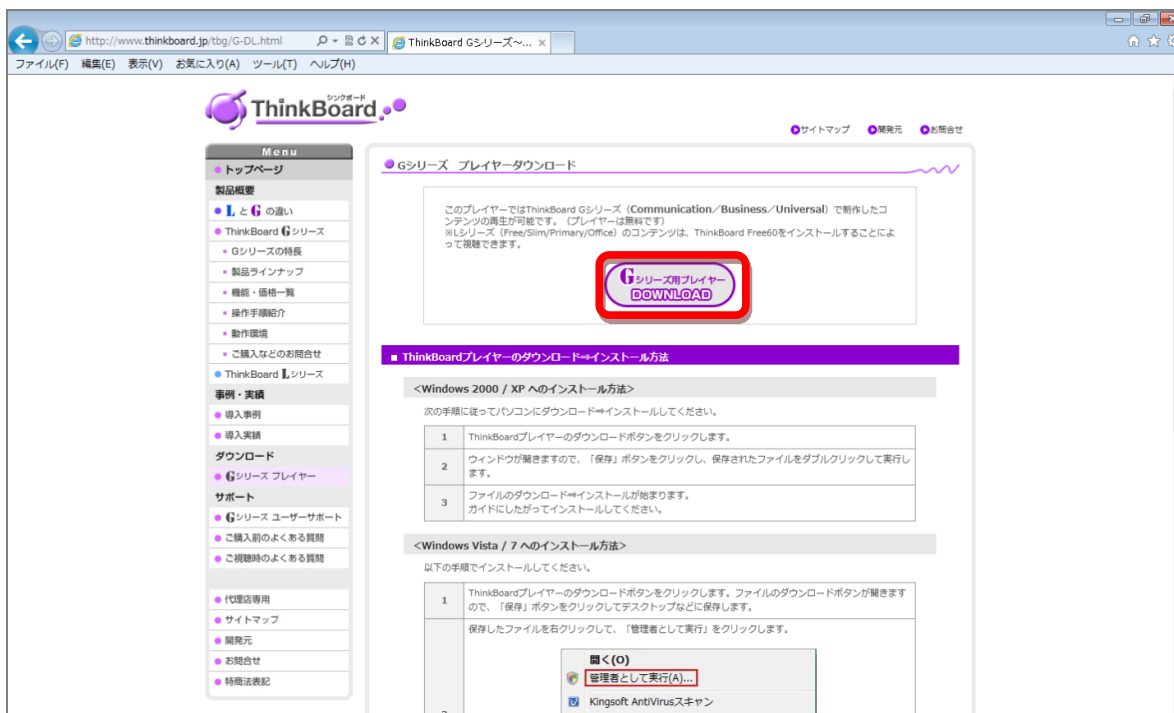 http://www.thinkboard.jp/tbg/G-DL.html
ThinkBoard Gシリーズ～...
ファイル(F) 編集(E) 表示(V) お気に入り(A) ツール(T) ヘルプ(H)
シンクボード
ThinkBoard
サイトマップ 開発元 お問合せ
Menu
トップページ
製品概要
L と G の違い
ThinkBoard Gシリーズ
Gシリーズの特長
製品ラインナップ
機能・価格一覧
操作手順紹介
動作環境
ご購入などのお問合せ
ThinkBoard Lシリーズ
事例・実績
導入事例
導入実績
ダウンロード
Gシリーズ プレイヤー
サポート
Gシリーズ ユーザーサポート
ご購入前のよくある質問
ご視聴時のよくある質問
代理店専用
サイトマップ
開発元
お問合せ
特商法表記
Gシリーズ プレイヤーダウンロード
このプレイヤーではThinkBoard Gシリーズ（Communication／Business／Universal）で制作したコ
ンテンツの再生が可能です。（プレイヤーは無料です）
※Lシリーズ（Free/Slim/Primary/Office）のコンテンツは、ThinkBoard Free60をインストールすることによ
って視聴できます。
Gシリーズ用プレイヤー
DOWNLOAD
■ ThinkBoardプレイヤーのダウンロード⇒インストール方法
＜Windows 2000 / XP へのインストール方法＞
次の手順に従ってパソコンにダウンロード⇒インストールしてください。
1 ThinkBoardプレイヤーのダウンロードボタンをクリックします。
2 ウィンドウが開きますので、「保存」ボタンをクリックし、保存されたファイルをダブルクリックして実行し
ます。
3 ファイルのダウンロード⇒インストールが始まります。
ガイドにしたがってインストールしてください。
＜Windows Vista / 7 へのインストール方法＞
以下の手順でインストールしてください。
1 ThinkBoardプレイヤーのダウンロードボタンをクリックします。ファイルのダウンロードボタンが開きます
ので、「保存」ボタンをクリックしてデスクトップなどに保存します。
保存したファイルを右クリックして、「管理者として実行」をクリックします。
開く(O)
管理者として実行(A)...
Kingsoft AntiVirusスキャン